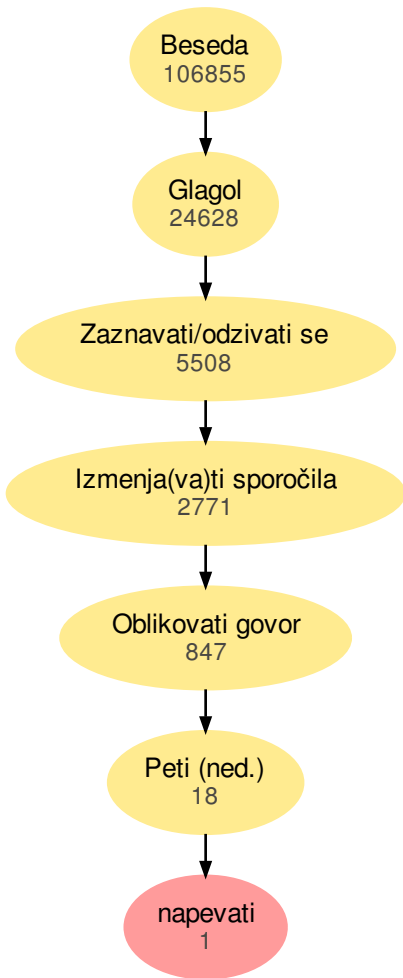 Beseda
106855
Glagol
24628
Zaznavati/odzivati se
5508
Izmenja(va)ti sporočila
2771
Oblikovati govor
847
Peti (ned.)
18
napevati
1